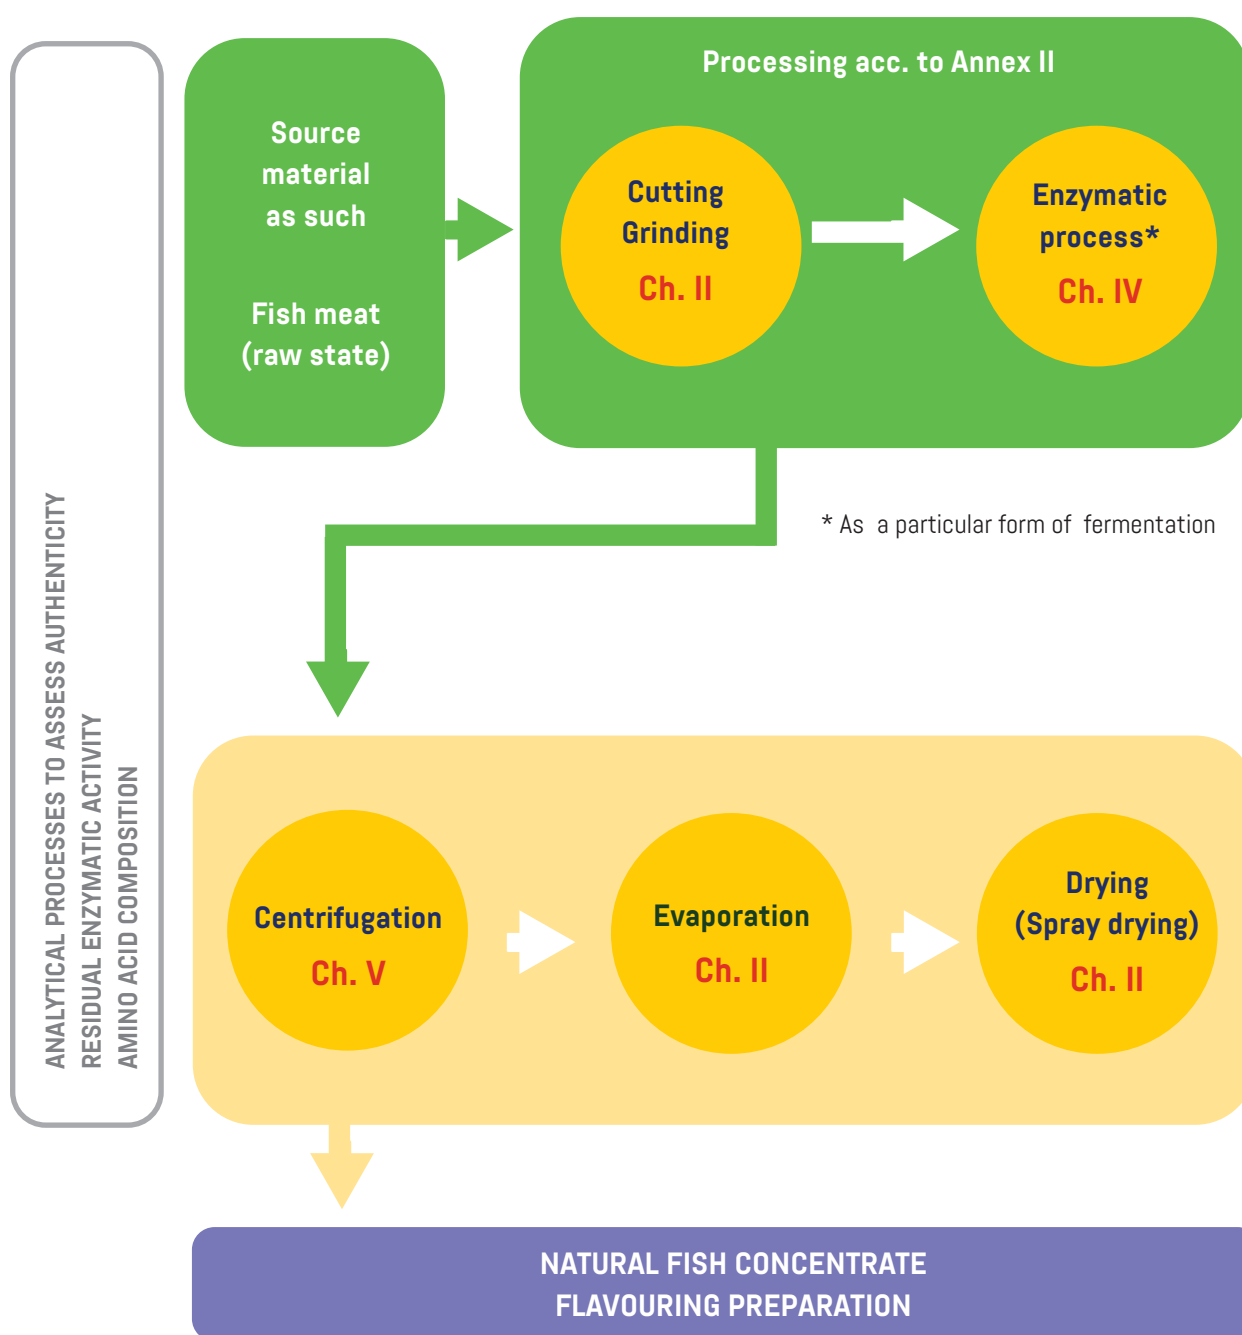 Source
material
as such
Fish meat
(raw state)
Processing acc. to Annex II
Cutting
Grinding
Ch. II
Enzymatic
process*
Ch. IV
* As a particular form of fermentation
ANALYTICAL PROCESSES TO ASSESS AUTHENTICITY
RESIDUAL ENZYMATIC ACTIVITY
AMINO ACID COMPOSITION
Centrifugation
Ch. V
Evaporation
Ch. II
Drying
(Spray drying)
Ch. II
NATURAL FISH CONCENTRATE
FLAVOURING PREPARATION